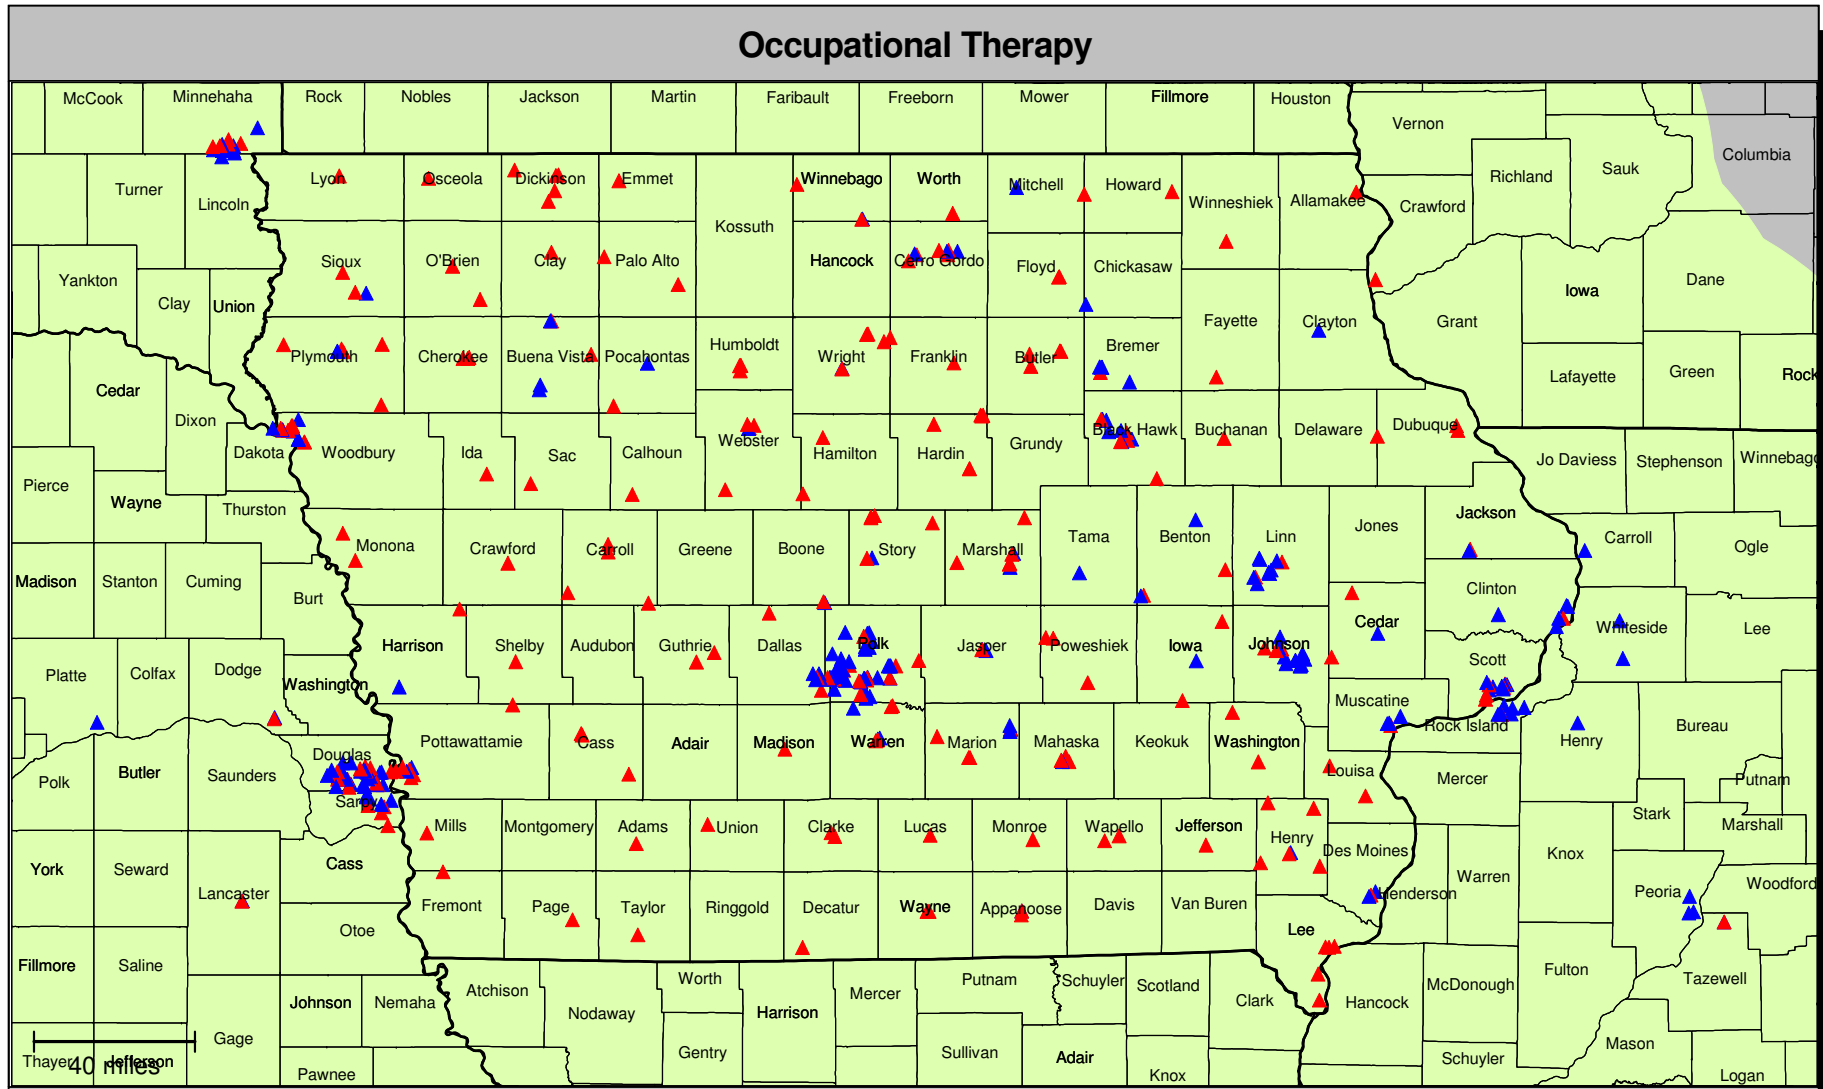 Occupational Therapy
McCook Minnehaha Rock Nobles Jackson Martin Faribault Freeborn Mower Fillmore Houston
Vernon
Columbia
Sauk
Richland
Turner Lyon Osceola Dickinson Emmet Winnebago Worth Mitchell Howard
Lincoln Winneshiek Allamakee Crawford
Kossuth
Yankton Sioux O'Brien Clay Palo Alto Hancock Cerro Gordo Floyd Chickasaw Iowa Dane
Clay Union
Fayette Clayton Grant
Plymouth Cherokee Buena Vista Pocahontas Humboldt Wright Franklin Butler Bremer
Lafayette Green Rock
Cedar
Dixon
Dakota Woodbury Ida Sac Calhoun Webster Hamilton Hardin Grundy Black Hawk Buchanan Delaware Dubuque
Jo Daviess Stephenson Winnebago
Pierce
Wayne
Thurston
Jackson
Monona Crawford Carroll Greene Boone Story Marshall Tama Benton Linn Jones Carroll Ogle
Madison Stanton Cuming
Burt
Clinton
Harrison Shelby Audubon Guthrie Dallas Polk Jasper Poweshiek Iowa Johnson Cedar Whiteside Lee
Scott
Platte Colfax Dodge
Washington
Muscatine
Rock Island Henry Bureau
Pottawattamie Cass Adair Madison Warren Marion Mahaska Keokuk Washington
Douglas
Polk Butler Saunders
Louisa Mercer Putnam
Sarpy
Stark Marshall
Mills Montgomery Adams Union Clarke Lucas Monroe Wapello Jefferson Henry
Des Moines Knox
Cass
York Seward Lancaster
Warren Woodford
Henderson Peoria
Fremont Page Taylor Ringgold Decatur Wayne Appanoose Davis Van Buren
Otoe
Lee
Fillmore Saline
Fulton Tazewell
Worth Putnam Schuyler Scotland McDonough
Johnson Nemaha Atchison Mercer Clark Hancock
Nodaway Harrison
Gage
Gentry Sullivan Adair Schuyler Mason
Thayer Jefferson
40 miles
Pawnee Knox Logan